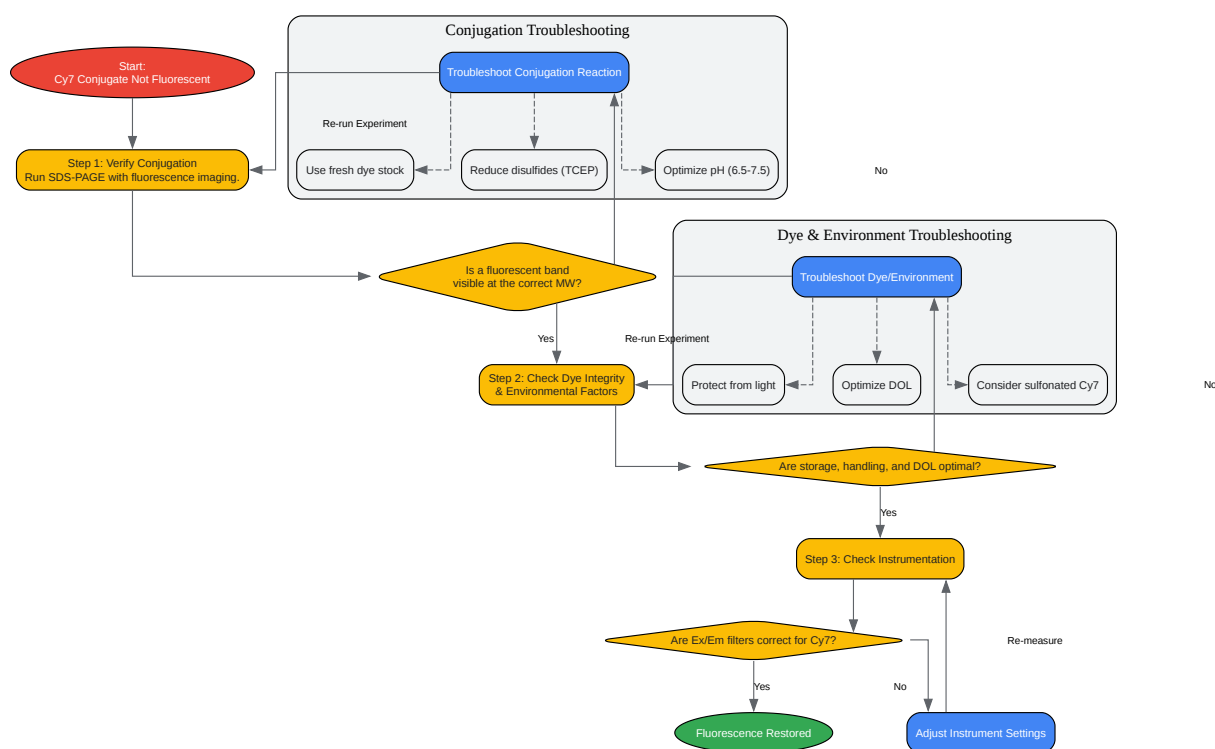 Conjugation Troubleshooting
Start:
Cy7 Conjugate Not Fluorescent
Troubleshoot Conjugation Reaction
Re-run Experiment
Step 1: Verify Conjugation
Run SDS-PAGE with fluorescence imaging.
Use fresh dye stock
Reduce disulfides (TCEP)
Optimize pH (6.5-7.5)
No
Dye & Environment Troubleshooting
Is a fluorescent band
visible at the correct MW?
Troubleshoot Dye/Environment
Yes
Re-run Experiment
Step 2: Check Dye Integrity
& Environmental Factors
Protect from light
Optimize DOL
Consider sulfonated Cy7
No
Are storage, handling, and DOL optimal?
Yes
Step 3: Check Instrumentation
Are Ex/Em filters correct for Cy7?
Re-measure
Yes
No
Fluorescence Restored
Adjust Instrument Settings